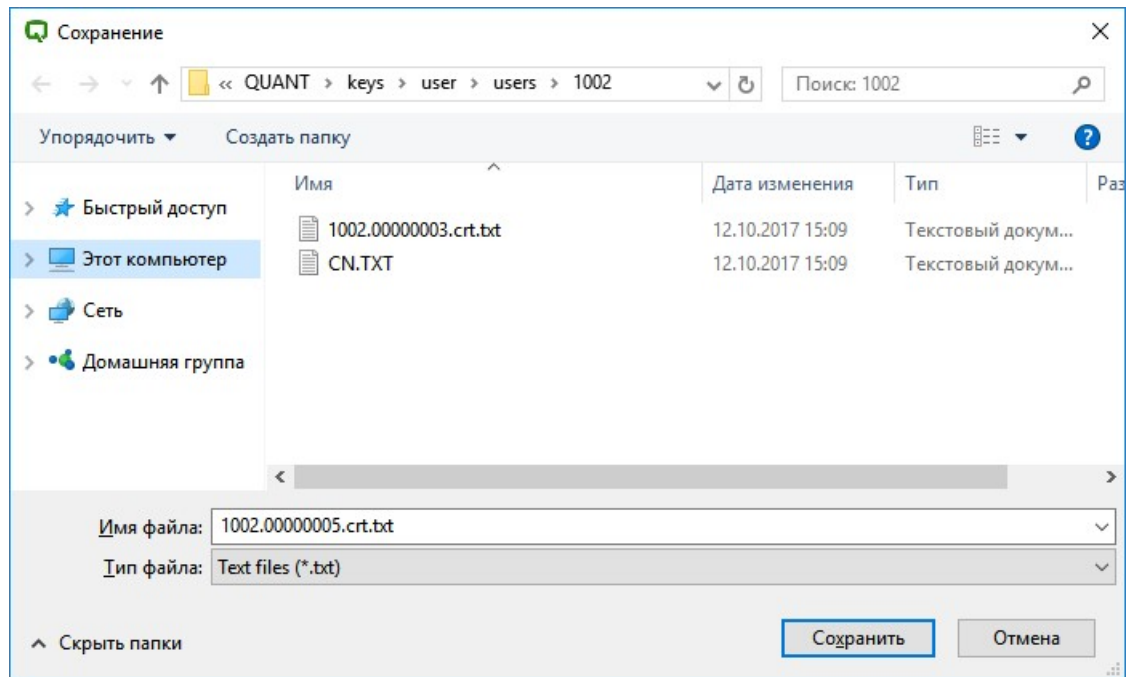 Сохранение
« QUANT › keys › user › users › 1002
Поиск: 1002
Упорядочить
Создать папку
?
Имя
Дата изменения
Тип
Раз
Быстрый доступ
1002.00000003.crt.txt
12.10.2017 15:09
Текстовый докум...
Этот компьютер
CN.TXT
12.10.2017 15:09
Текстовый докум...
Сеть
Домашняя группа
Имя файла:
1002.00000005.crt.txt
Тип файла:
Text files (*.txt)
Скрыть папки
Сохранить
Отмена